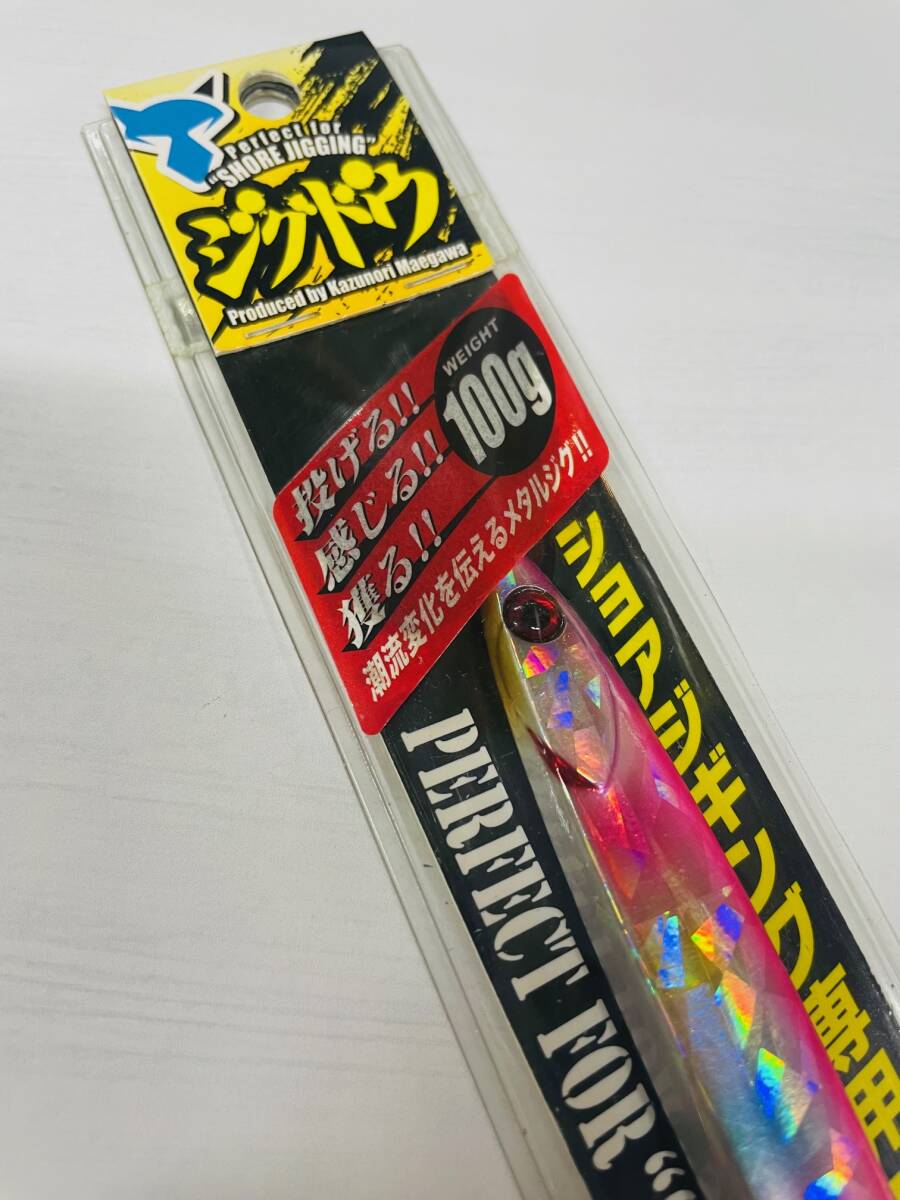 Perfect for
"SHORE JIGGING"
ジグドウ
Produced by Kazunori Maegawa
WEIGHT
100g
投げる!!
感じる!!
獲る!!
潮流変化を伝えるメタルジグ!!
ショアジギング専用
PERFECT FOR "